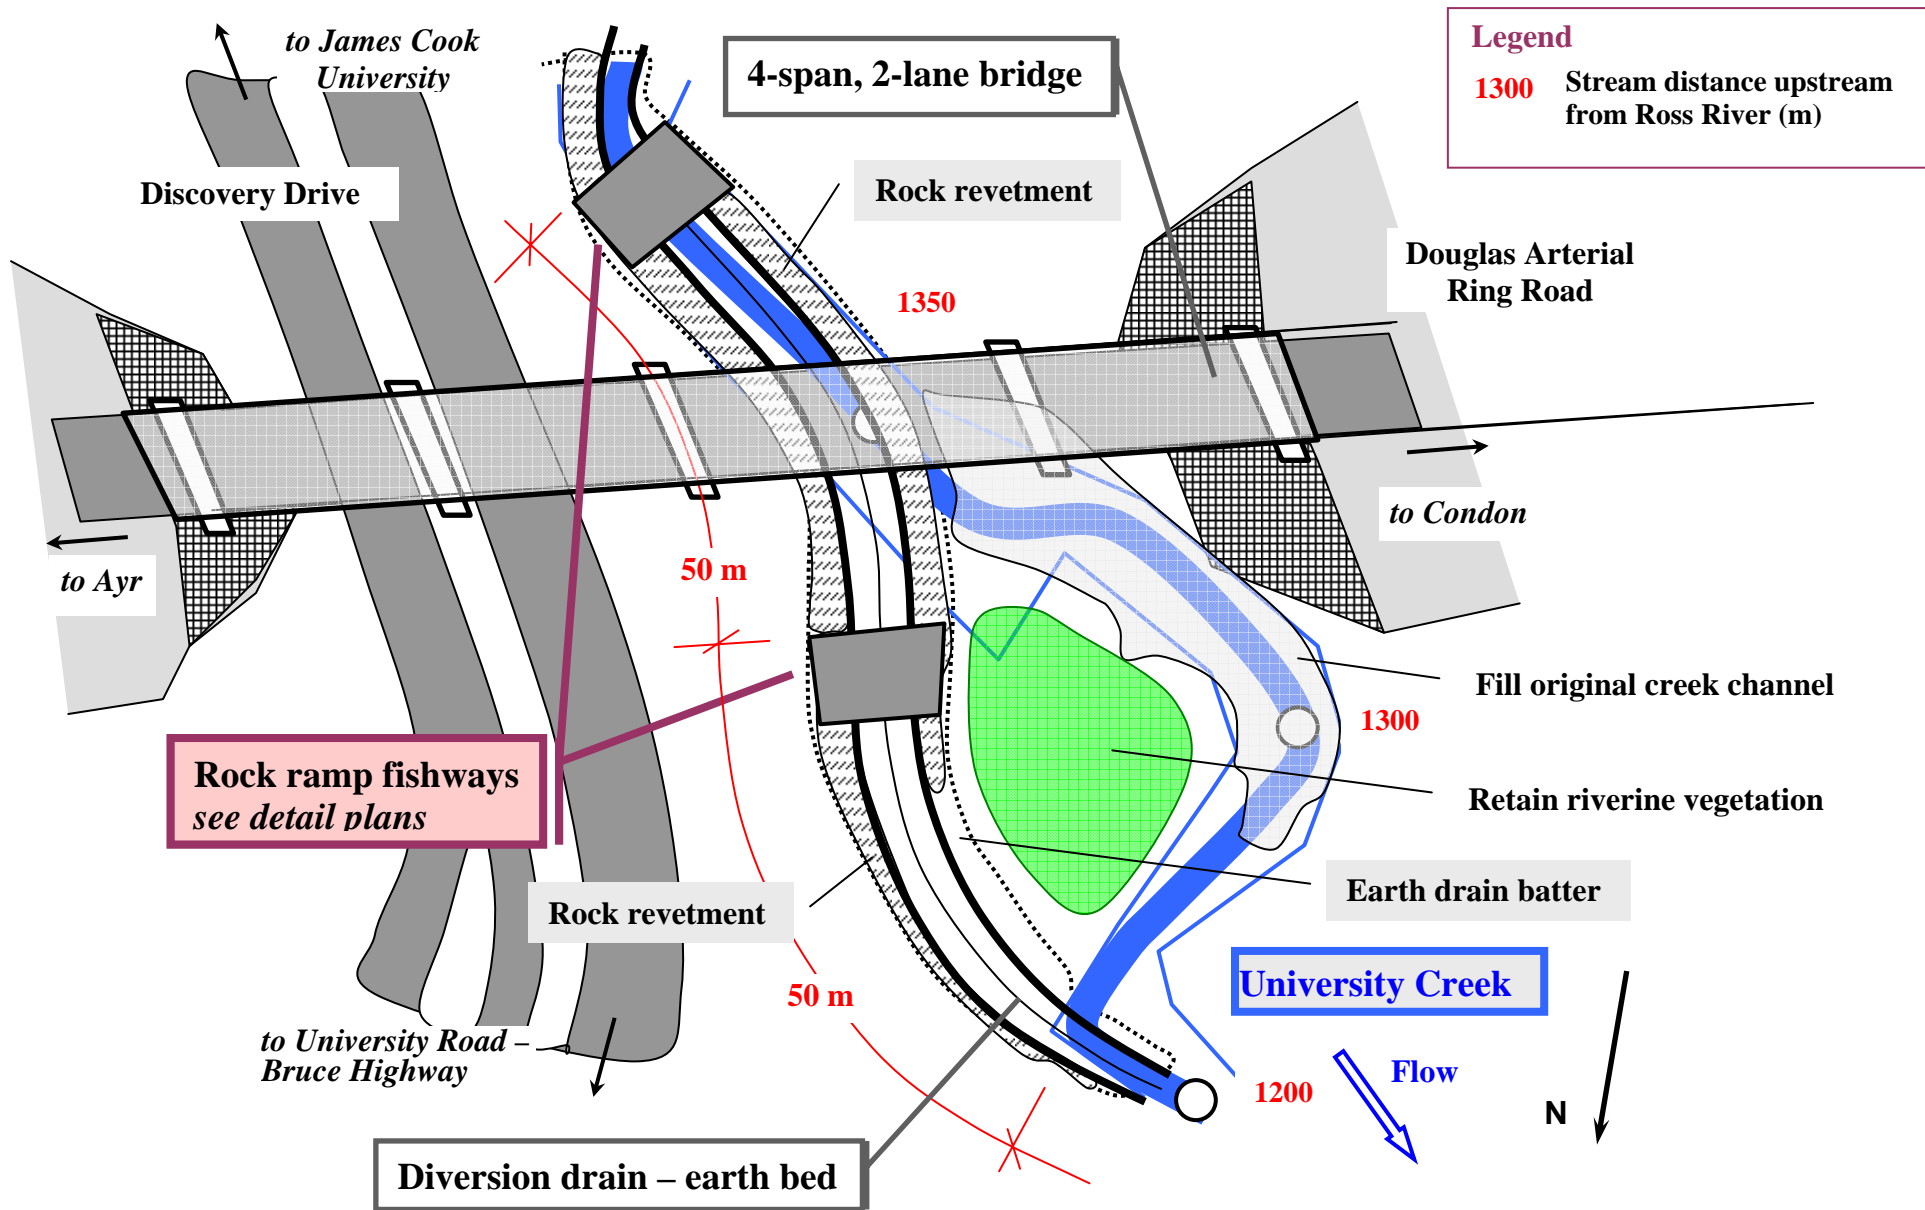 to James Cook
University
4-span, 2-lane bridge
Legend
1300 Stream distance upstream
from Ross River (m)
Discovery Drive
Rock revetment
Douglas Arterial
Ring Road
1350
to Condon
50 m
to Ayr
Fill original creek channel
1300
Rock ramp fishways
see detail plans
Retain riverine vegetation
Earth drain batter
Rock revetment
University Creek
50 m
to University Road –
Bruce Highway
Flow
1200
N
Diversion drain – earth bed